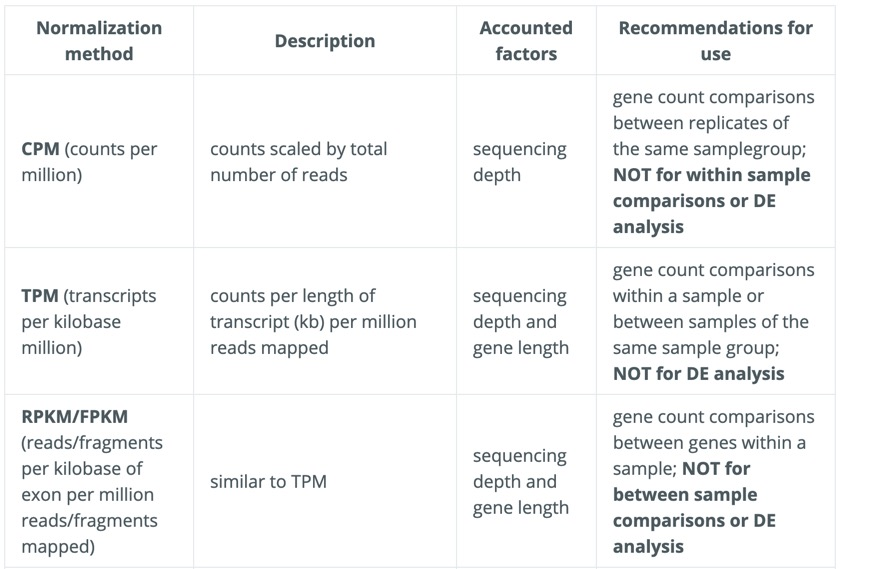 Normalization
method
Description
Accounted
factors
Recommendations for
use
CPM (counts per
million)
counts scaled by total
number of reads
sequencing
depth
gene count comparisons
between replicates of
the same samplegroup;
NOT for within sample
comparisons or DE
analysis
TPM (transcripts
per kilobase
million)
counts per length of
transcript (kb) per million
reads mapped
sequencing
depth and
gene length
gene count comparisons
within a sample or
between samples of the
same sample group;
NOT for DE analysis
RPKM/FPKM
(reads/fragments
per kilobase of
exon per million
reads/fragments
mapped)
similar to TPM
sequencing
depth and
gene length
gene count comparisons
between genes within a
sample; NOT for
between sample
comparisons or DE
analysis